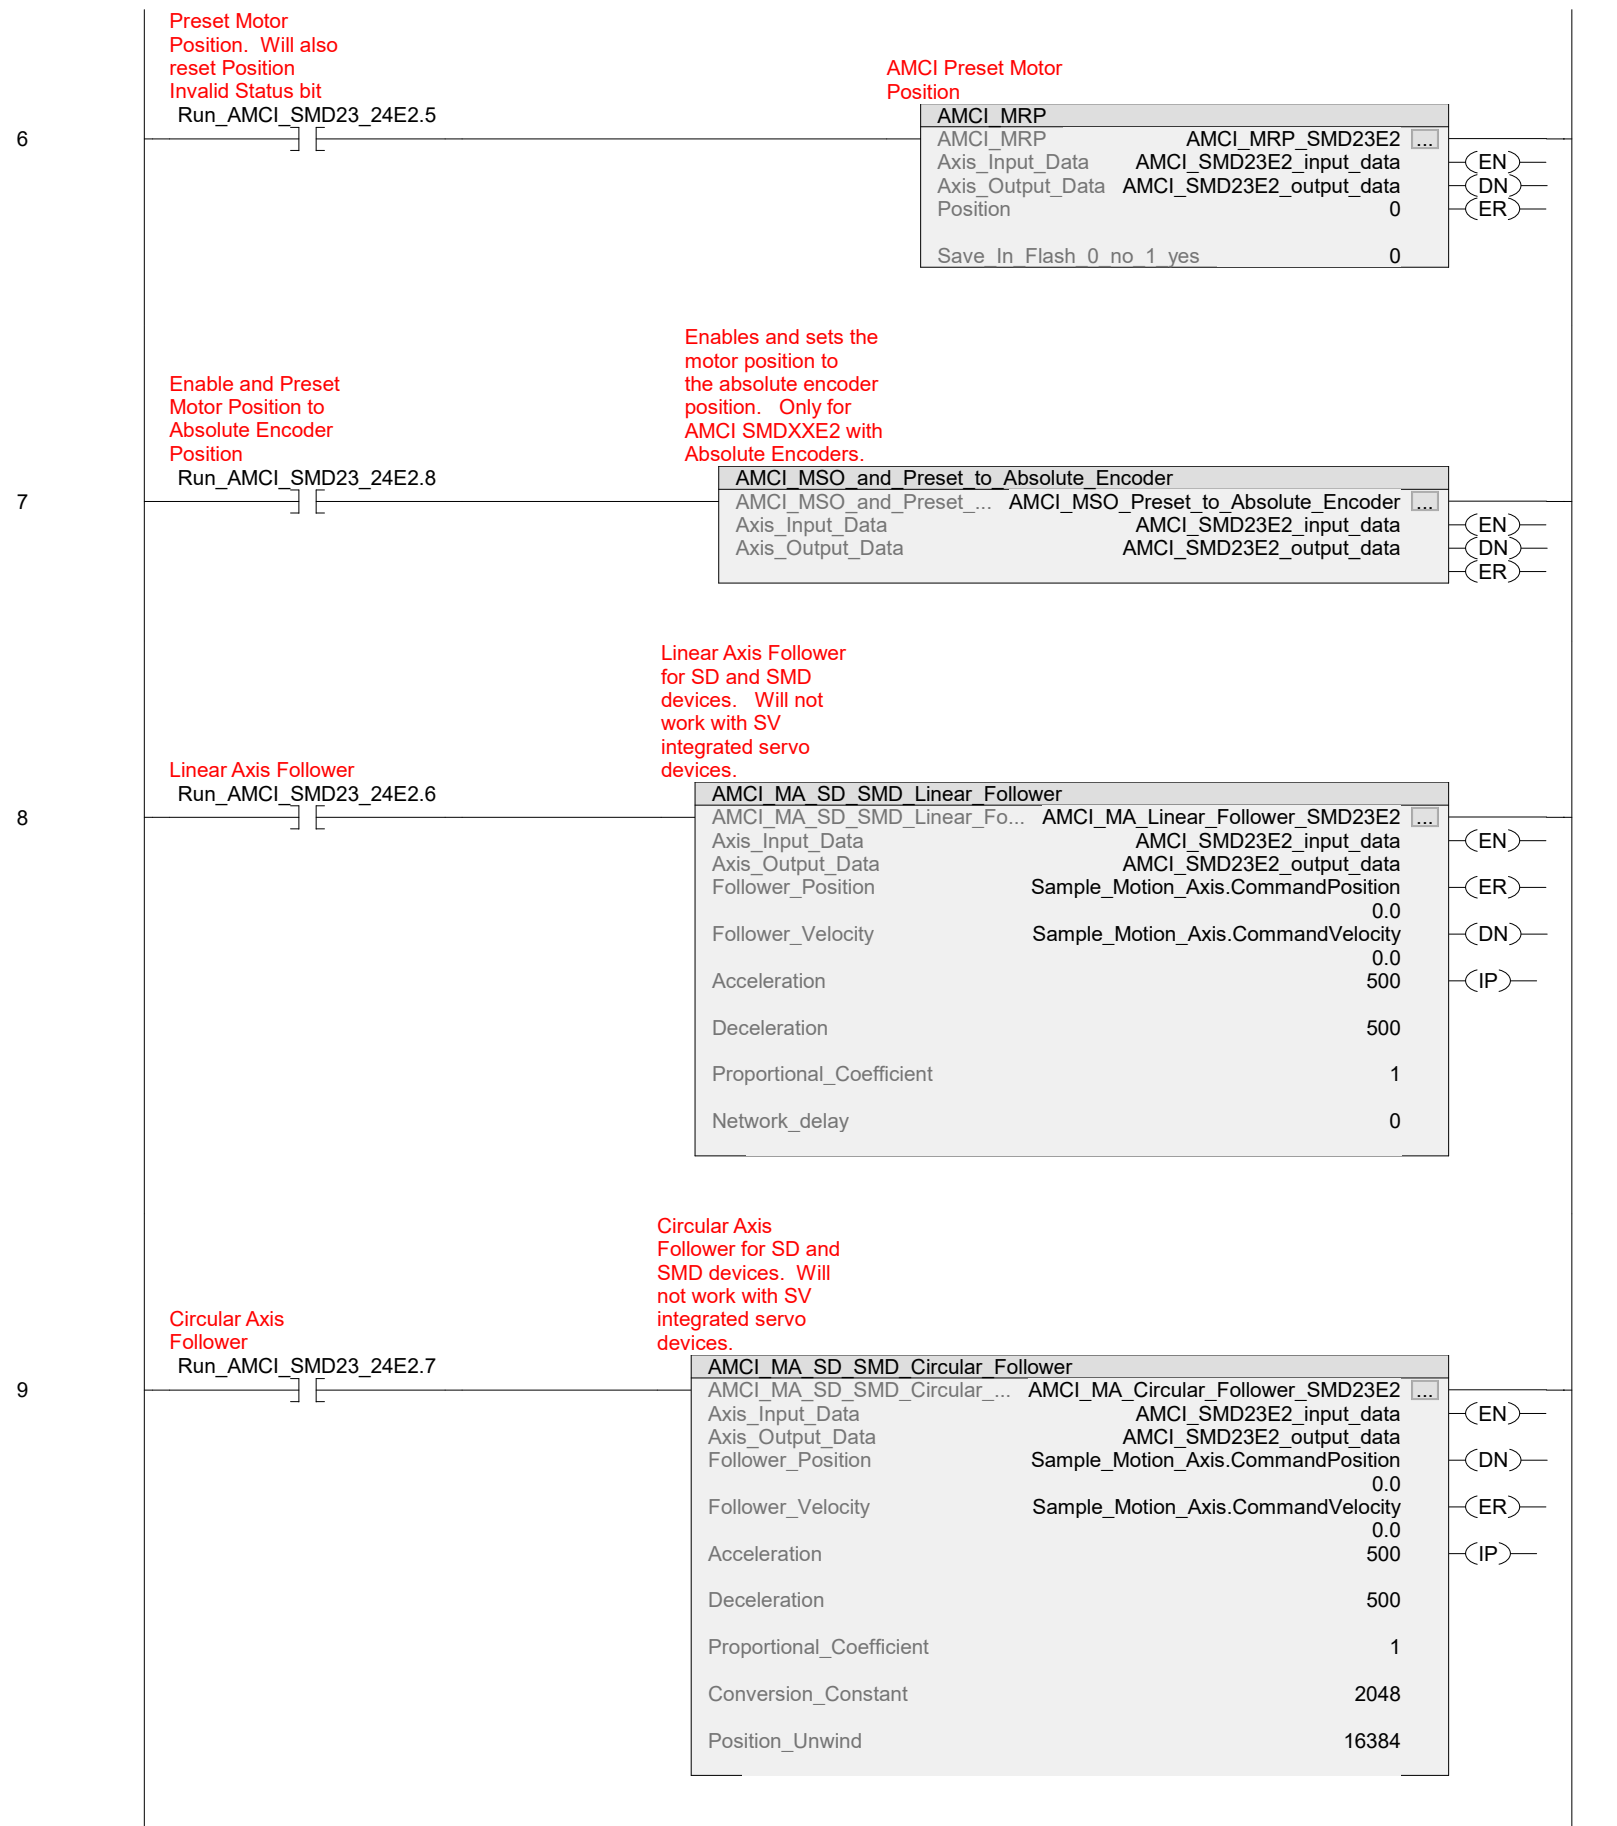 Preset Motor
Position.  Will also
reset Position
Invalid Status bit
Run_AMCI_SMD23_24E2.5
6
AMCI Preset Motor
Position
AMCI_MRP
AMCI_MRP AMCI_MRP_SMD23E2 ...
Axis_Input_Data AMCI_SMD23E2_input_data
Axis_Output_Data AMCI_SMD23E2_output_data
Position 0
Save_In_Flash_0_no_1_yes 0
EN
DN
ER
Enable and Preset
Motor Position to
Absolute Encoder
Position
Run_AMCI_SMD23_24E2.8
7
Enables and sets the
motor position to
the absolute encoder
position.   Only for
AMCI SMDXXE2 with
Absolute Encoders.
AMCI_MSO_and_Preset_to_Absolute_Encoder
AMCI_MSO_and_Preset_... AMCI_MSO_Preset_to_Absolute_Encoder ...
Axis_Input_Data AMCI_SMD23E2_input_data
Axis_Output_Data AMCI_SMD23E2_output_data
EN
DN
ER
Linear Axis Follower
Run_AMCI_SMD23_24E2.6
8
Linear Axis Follower
for SD and SMD
devices.   Will not
work with SV
integrated servo
devices.
AMCI_MA_SD_SMD_Linear_Follower
AMCI_MA_SD_SMD_Linear_Fo... AMCI_MA_Linear_Follower_SMD23E2 ...
Axis_Input_Data AMCI_SMD23E2_input_data
Axis_Output_Data AMCI_SMD23E2_output_data
Follower_Position Sample_Motion_Axis.CommandPosition
0.0
Follower_Velocity Sample_Motion_Axis.CommandVelocity
0.0
Acceleration 500
Deceleration 500
Proportional_Coefficient 1
Network_delay 0
EN
ER
DN
IP
Circular Axis
Follower
Run_AMCI_SMD23_24E2.7
9
Circular Axis
Follower for SD and
SMD devices.  Will
not work with SV
integrated servo
devices.
AMCI_MA_SD_SMD_Circular_Follower
AMCI_MA_SD_SMD_Circular_... AMCI_MA_Circular_Follower_SMD23E2 ...
Axis_Input_Data AMCI_SMD23E2_input_data
Axis_Output_Data AMCI_SMD23E2_output_data
Follower_Position Sample_Motion_Axis.CommandPosition
0.0
Follower_Velocity Sample_Motion_Axis.CommandVelocity
0.0
Acceleration 500
Deceleration 500
Proportional_Coefficient 1
Conversion_Constant 2048
Position_Unwind 16384
EN
DN
ER
IP